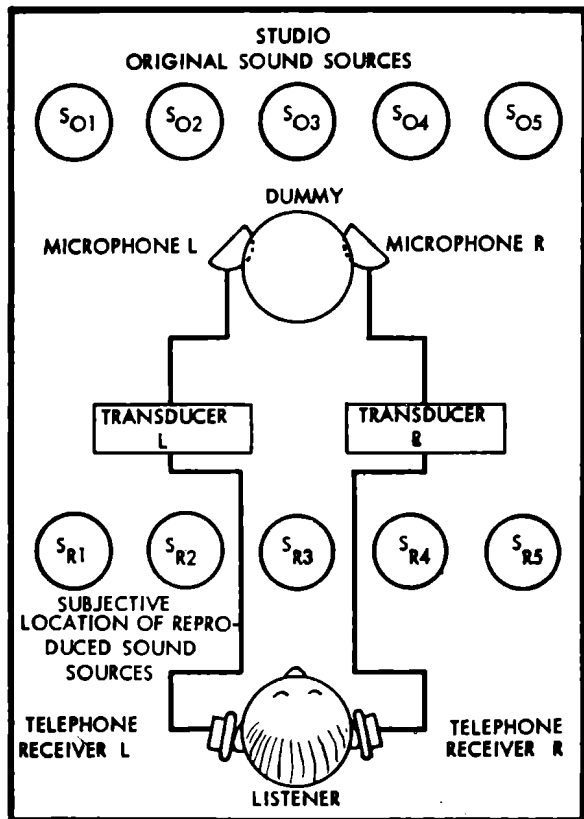 STUDIO
ORIGINAL SOUND SOURCES
SO1 SO2 SO3 SO4 SO5
DUMMY
MICROPHONE L
MICROPHONE R
TRANSDUCER
L
TRANSDUCER
R
SR1 SR2 SR3 SR4 SR5
SUBJECTIVE
LOCATION OF REPRO-
DUCED SOUND
SOURCES
TELEPHONE
RECEIVER L
TELEPHONE
RECEIVER R
LISTENER